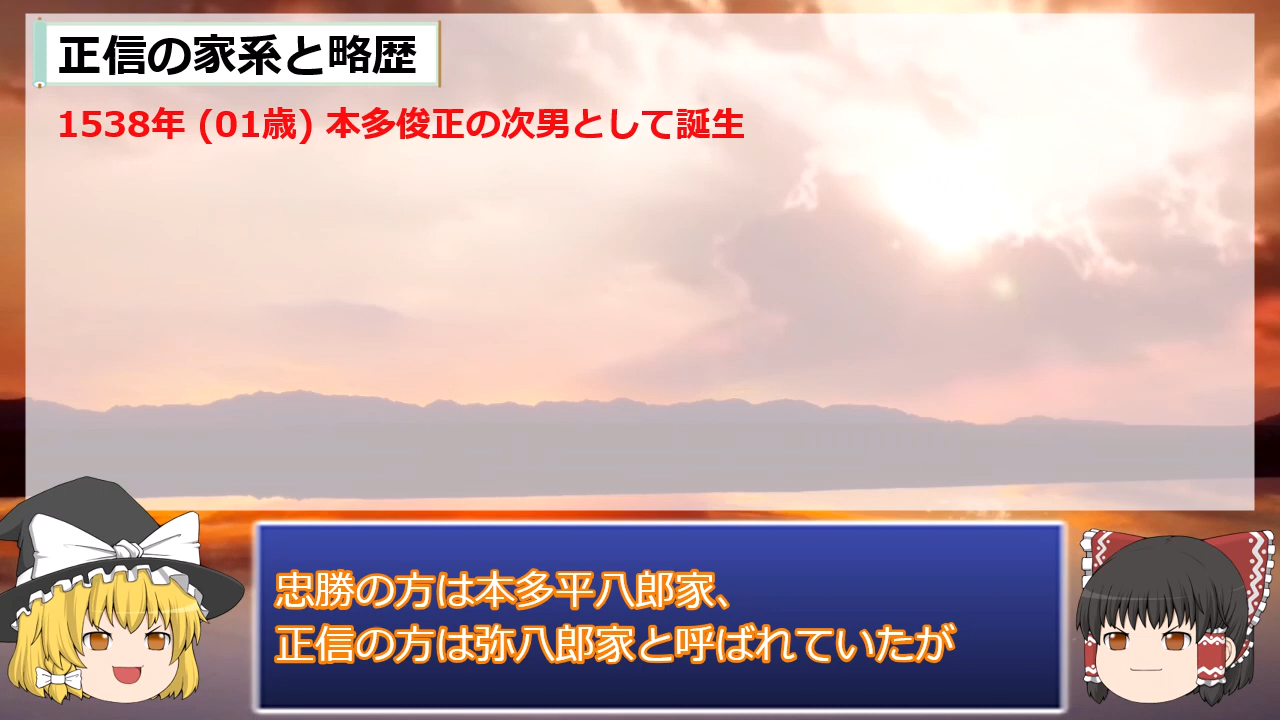 正信の家系と略歴
1538年 (01歳) 本多俊正の次男として誕生
忠勝の方は本多平八郎家、
正信の方は弥八郎家と呼ばれていたが